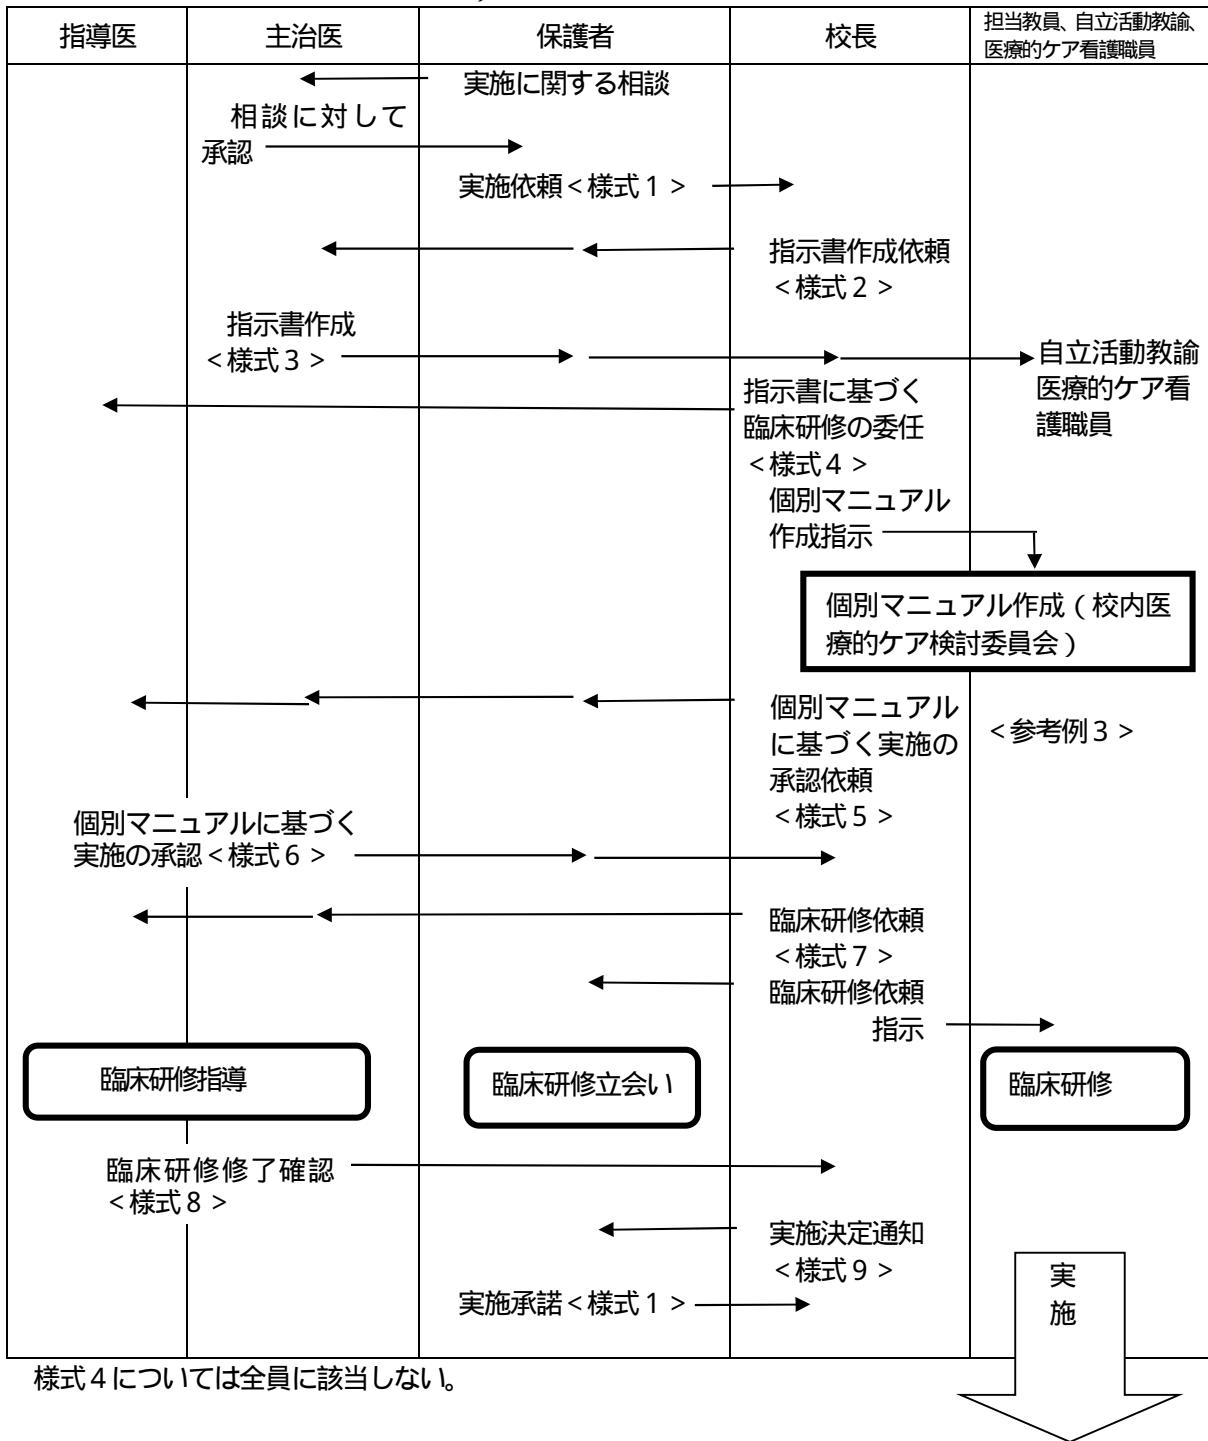 指導医
主治医
保護者
校長
担当教員、自立活動教諭、
医療的ケア看護職員
実施に関する相談
相談に対して
承認
実施依頼<様式1>
指示書作成依頼
<様式2>
指示書作成
<様式3>
自立活動教諭
医療的ケア看
護職員
指示書に基づく
臨床研修の委任
<様式4>
個別マニュアル
作成指示
個別マニュアル作成(校内医
療的ケア検討委員会)
個別マニュアル
に基づく実施の
承認依頼
<様式5>
<参考例3>
個別マニュアルに基づく
実施の承認<様式6>
臨床研修依頼
<様式7>
臨床研修依頼
指示
臨床研修指導
臨床研修立会い
臨床研修
臨床研修修了確認
<様式8>
実施決定通知
<様式9>
実施承諾<様式1>
実
施
様式4については全員に該当しない。